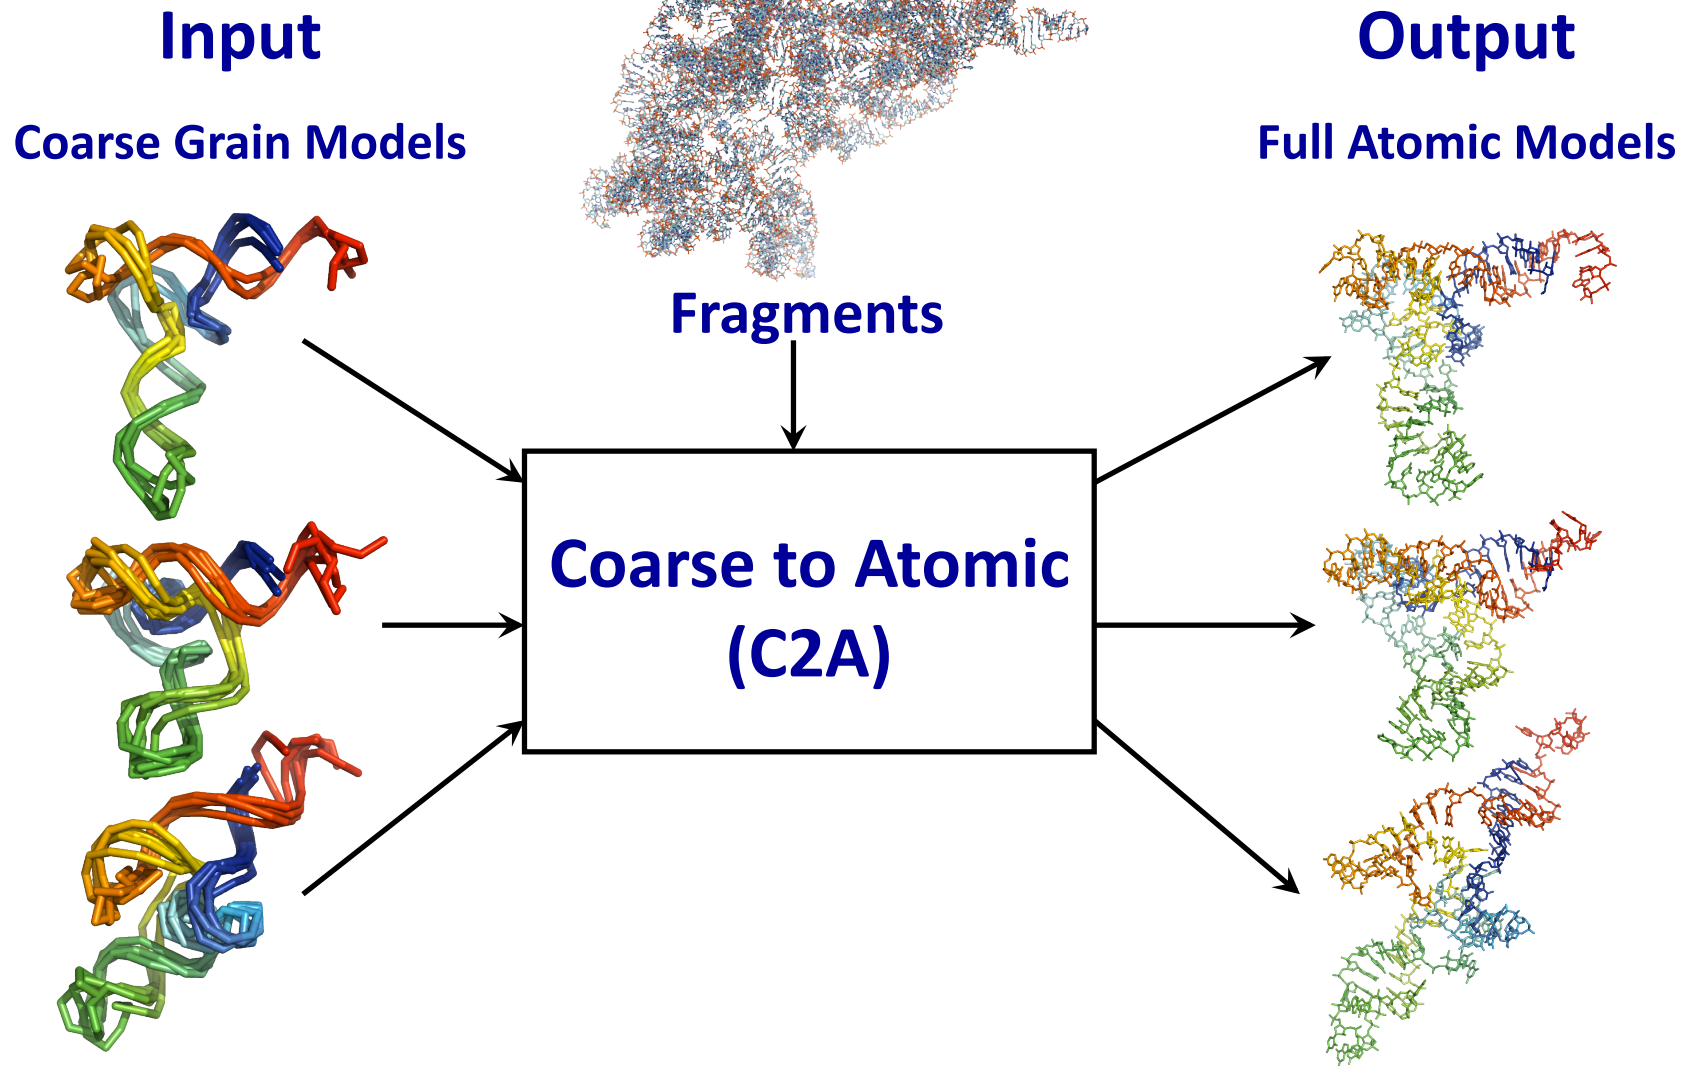 Input
Output
Coarse Grain Models
Full Atomic Models
Fragments
Coarse to Atomic
(C2A)